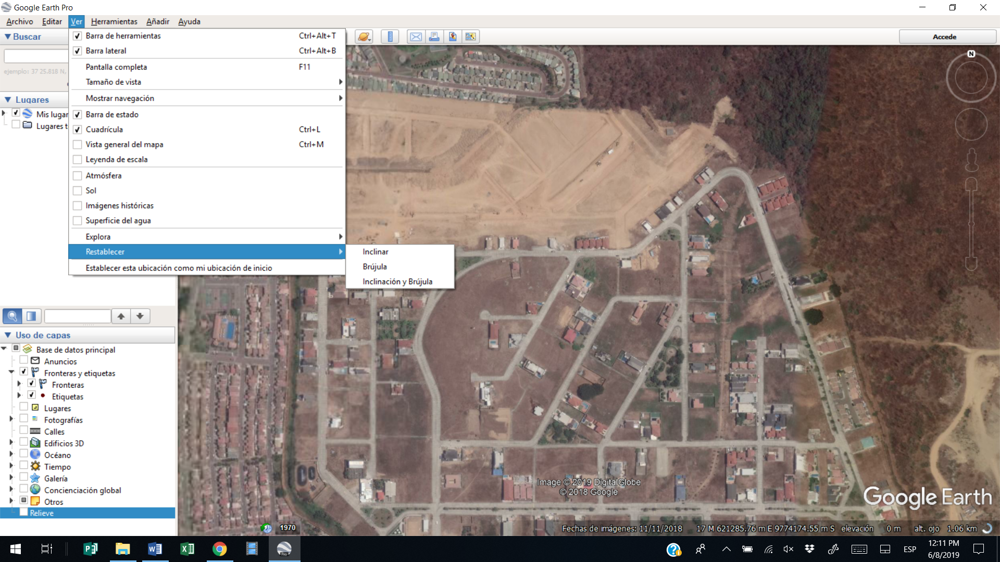 Google Earth Pro
Archivo Editar Ver Herramientas Añadir Ayuda
Buscar
ejemplo: 37 25.818 N,
Accede
N
Barra de herramientas Ctrl+Alt+T
Barra lateral Ctrl+Alt+B
Pantalla completa F11
Tamaño de vista
Mostrar navegación
Barra de estado
Cuadrícula Ctrl+L
Vista general del mapa Ctrl+M
Leyenda de escala
Atmósfera
Sol
Imágenes históricas
Superficie del agua
Explora
Restablecer
Establecer esta ubicación como mi ubicación de inicio
Inclinar
Brújula
Inclinación y Brújula
Lugares
Mis lugar
Lugares t
Uso de capas
Base de datos principal
Anuncios
Fronteras y etiquetas
Fronteras
Etiquetas
Lugares
Fotografías
Calles
Edificios 3D
Océano
Tiempo
Galería
Concienciación global
Otros
Relieve
Image © 2019 DigitalGlobe
© 2018 Google
Google Earth
1970
Fechas de imágenes: 11/11/2018 17 M 621285.76 m E 9774174.55 m S elevación 0 m alt. ojo 1.06 km
ESP
12:11 PM
6/8/2019